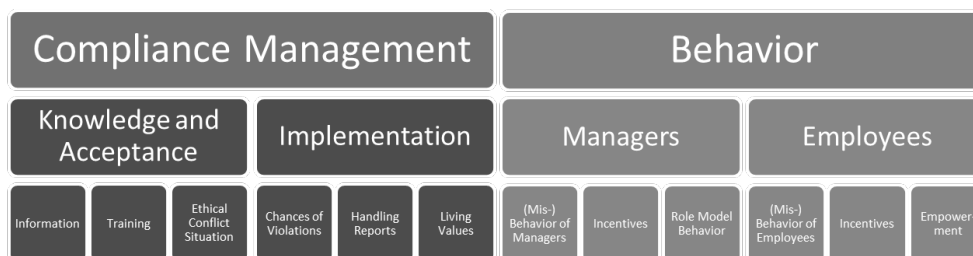 Compliance Management
Behavior
Knowledge and
Acceptance
Implementation
Managers
Employees
Information
Training
Ethical
Conflict
Situation
Chances of
Violations
Handling
Reports
Living
Values
(Mis-)
Behavior of
Managers
Incentives
Role Model
Behavior
(Mis-)
Behavior of
Employees
Incentives
Empower-
ment